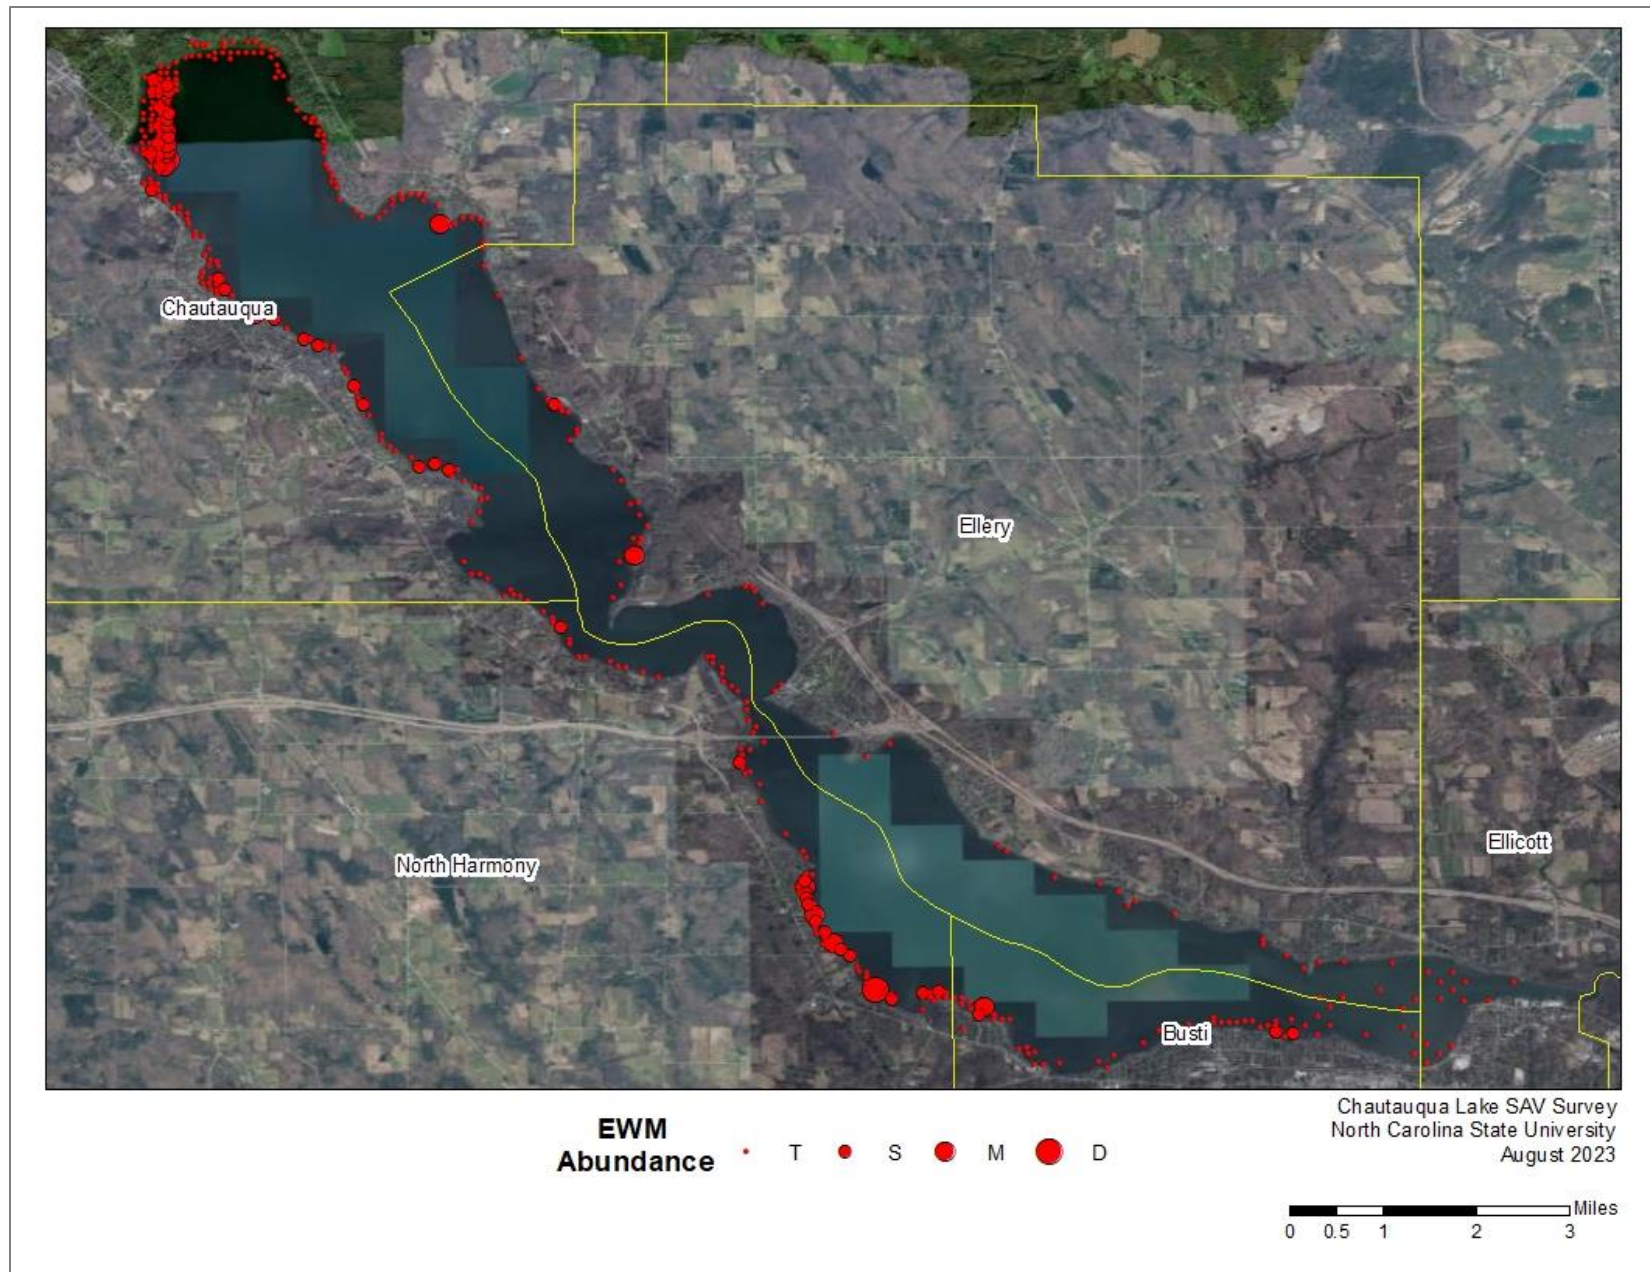 Chautauqua
Ellery
North Harmony
Ellicott
Busti
EWM
Abundance
T S M D
Chautauqua Lake SAV Survey
North Carolina State University
August 2023
Miles
0 0.5 1 2 3